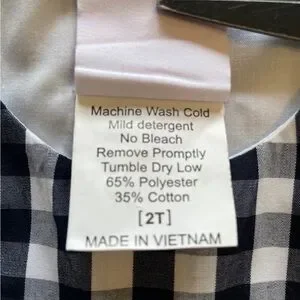 Machine Wash Cold
Mild detergent
No Bleach
Remove Promptly
Tumble Dry Low
65% Polyester
35% Cotton
[2T]
MADE IN VIETNAM